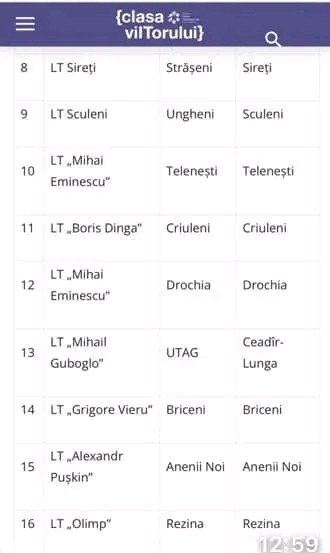 {clasa
viITorului}
8 LT Sireți Strășeni Sireți
9 LT Sculeni Ungheni Sculeni
10 LT „Mihai Eminescu” Telenești Telenești
11 LT „Boris Dinga” Criuleni Criuleni
12 LT „Mihai Eminescu” Drochia Drochia
13 LT „Mihail Guboglo” UTAG Ceadîr-Lunga
14 LT „Grigore Vieru” Briceni Briceni
15 LT „Alexandr Pușkin” Anenii Noi Anenii Noi
16 LT „Olimp” Rezina Rezina
12:59